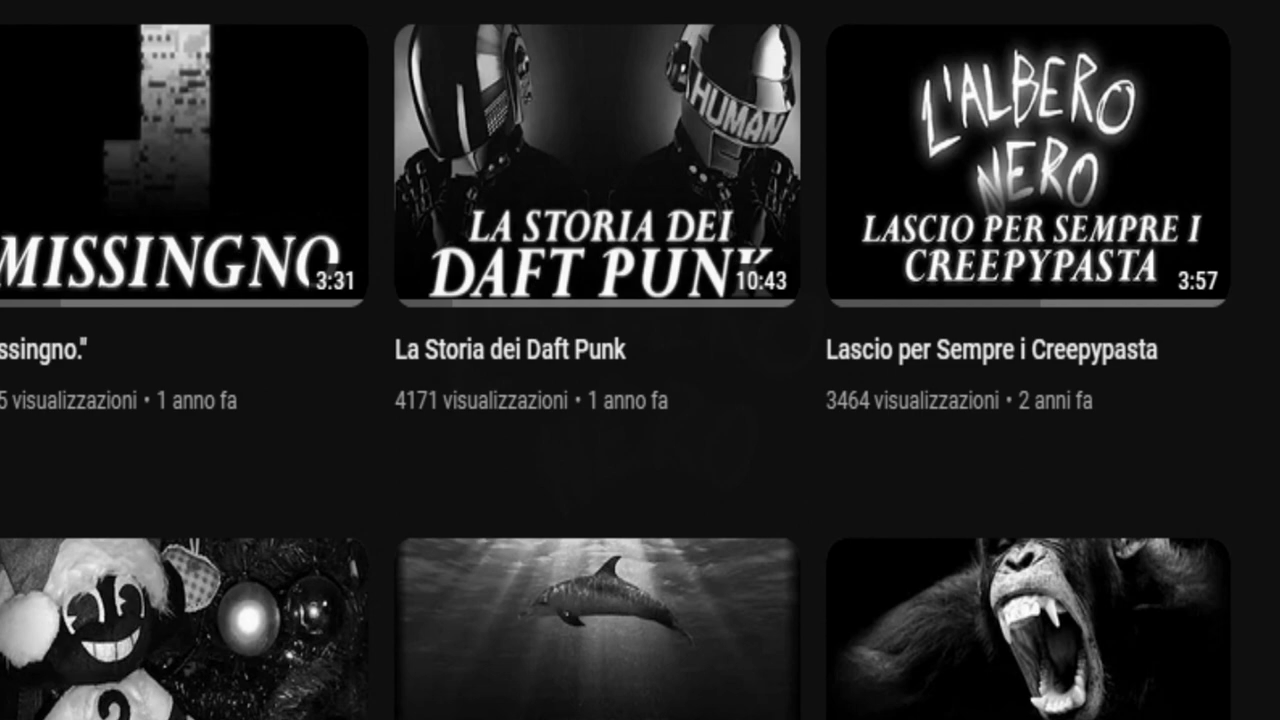 L'ALBERO
NERO
HUMAN
MISSINGNO
3:31
LA STORIA DEI
DAFT PUNK
10:43
LASCIO PER SEMPRE I
CREEPYPASTA
3:57
ssingno."
La Storia dei Daft Punk
Lascio per Sempre i Creepypasta
5 visualizzazioni • 1 anno fa
4171 visualizzazioni • 1 anno fa
3464 visualizzazioni • 2 anni fa